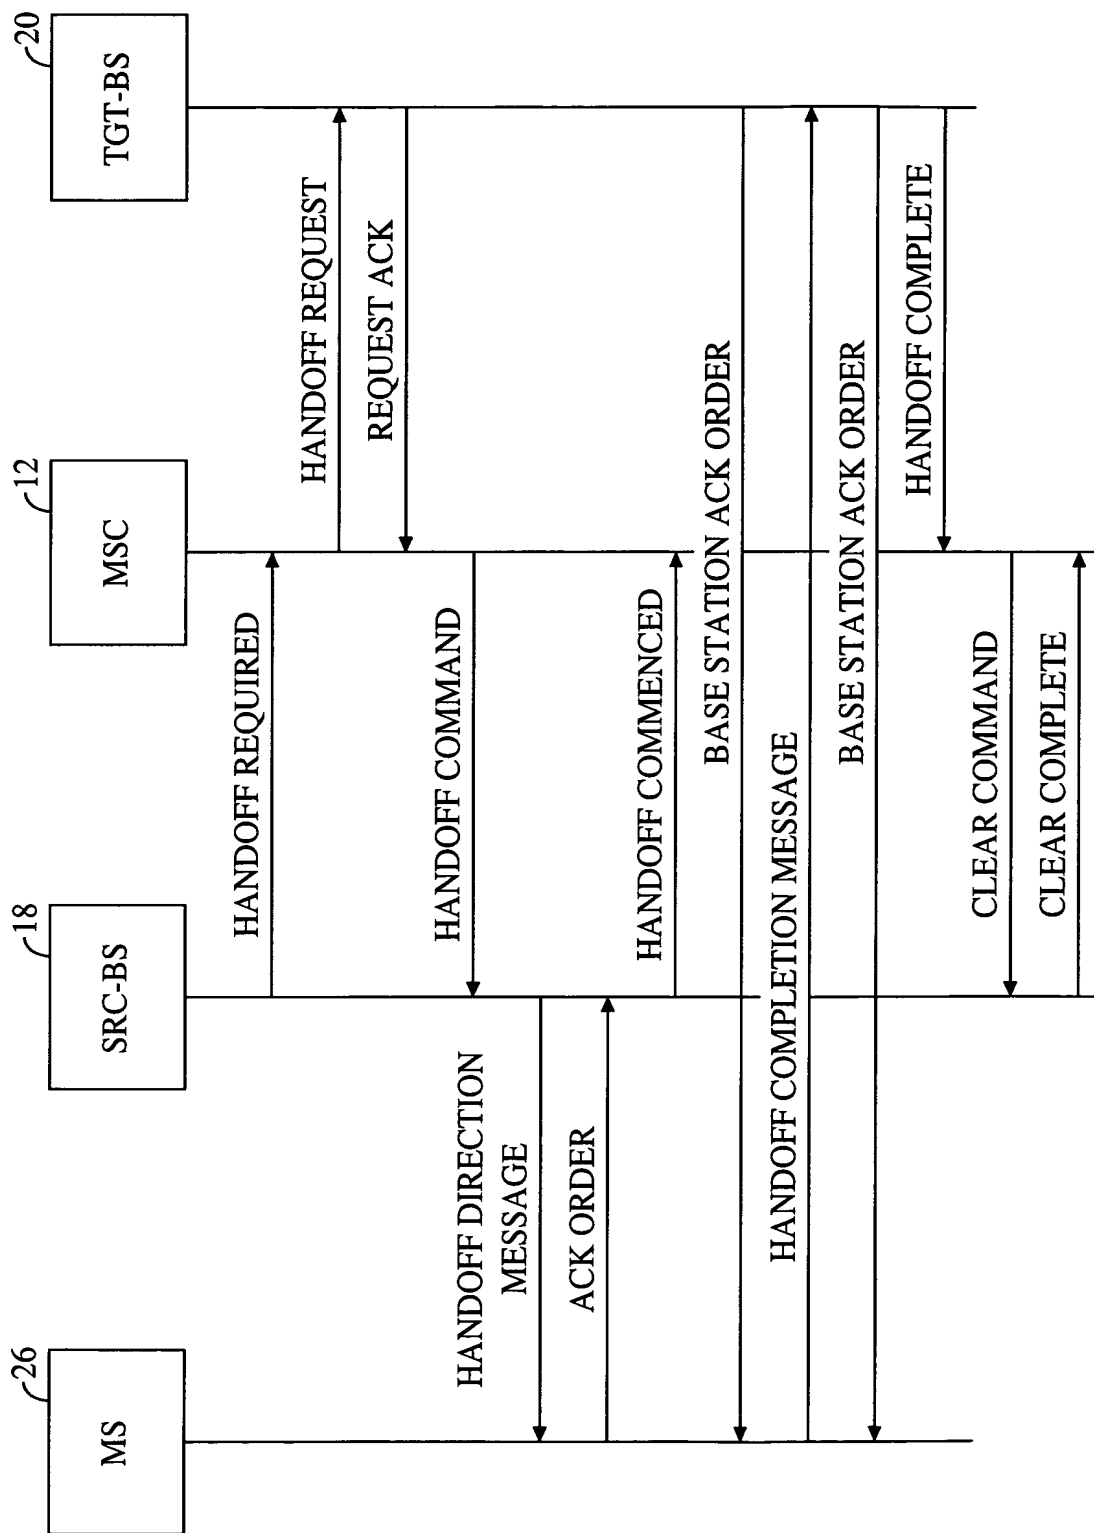 MS
26
SRC-BS
18
MSC
12
TGT-BS
20
HANDOFF REQUIRED
HANDOFF REQUEST
REQUEST ACK
HANDOFF COMMAND
HANDOFF DIRECTION
MESSAGE
ACK ORDER
HANDOFF COMMENCED
BASE STATION ACK ORDER
HANDOFF COMPLETION MESSAGE
BASE STATION ACK ORDER
HANDOFF COMPLETE
CLEAR COMMAND
CLEAR COMPLETE